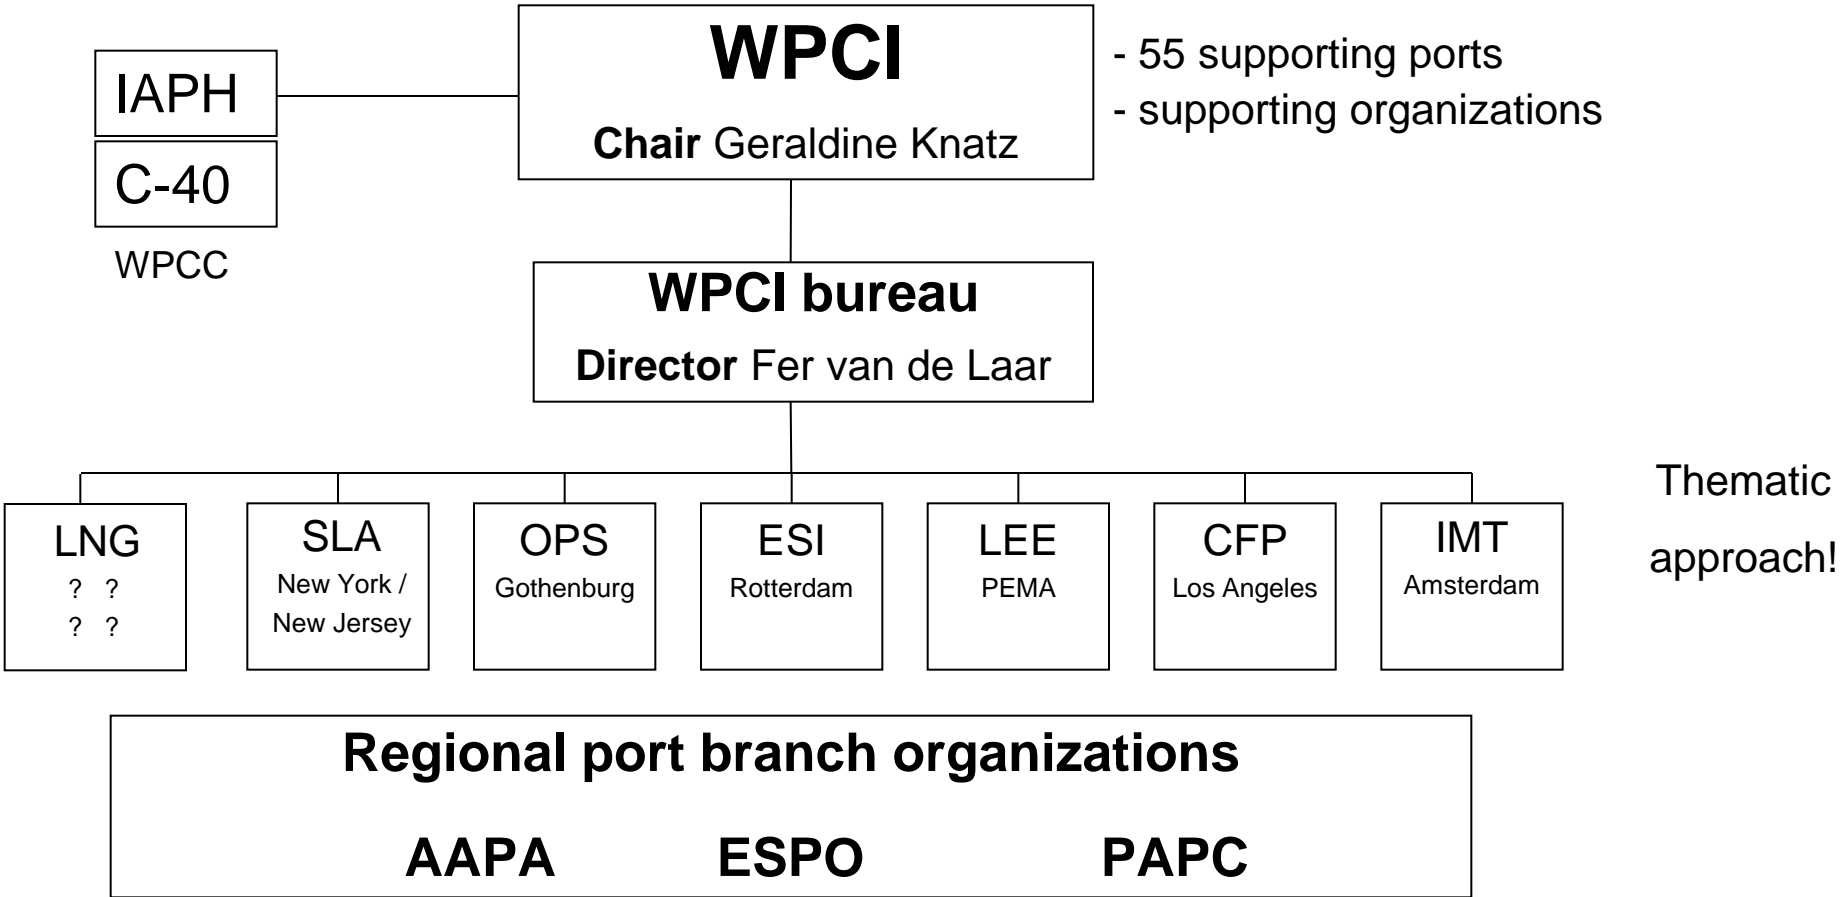 WPCI
Chair Geraldine Knatz
- 55 supporting ports
- supporting organizations
IAPH
C-40
WPCC
WPCI bureau
Director Fer van de Laar
LNG
? ?
? ?
SLA
New York /
New Jersey
OPS
Gothenburg
ESI
Rotterdam
LEE
PEMA
CFP
Los Angeles
IMT
Amsterdam
Thematic
approach!
Regional port branch organizations
AAPA ESPO PAPC